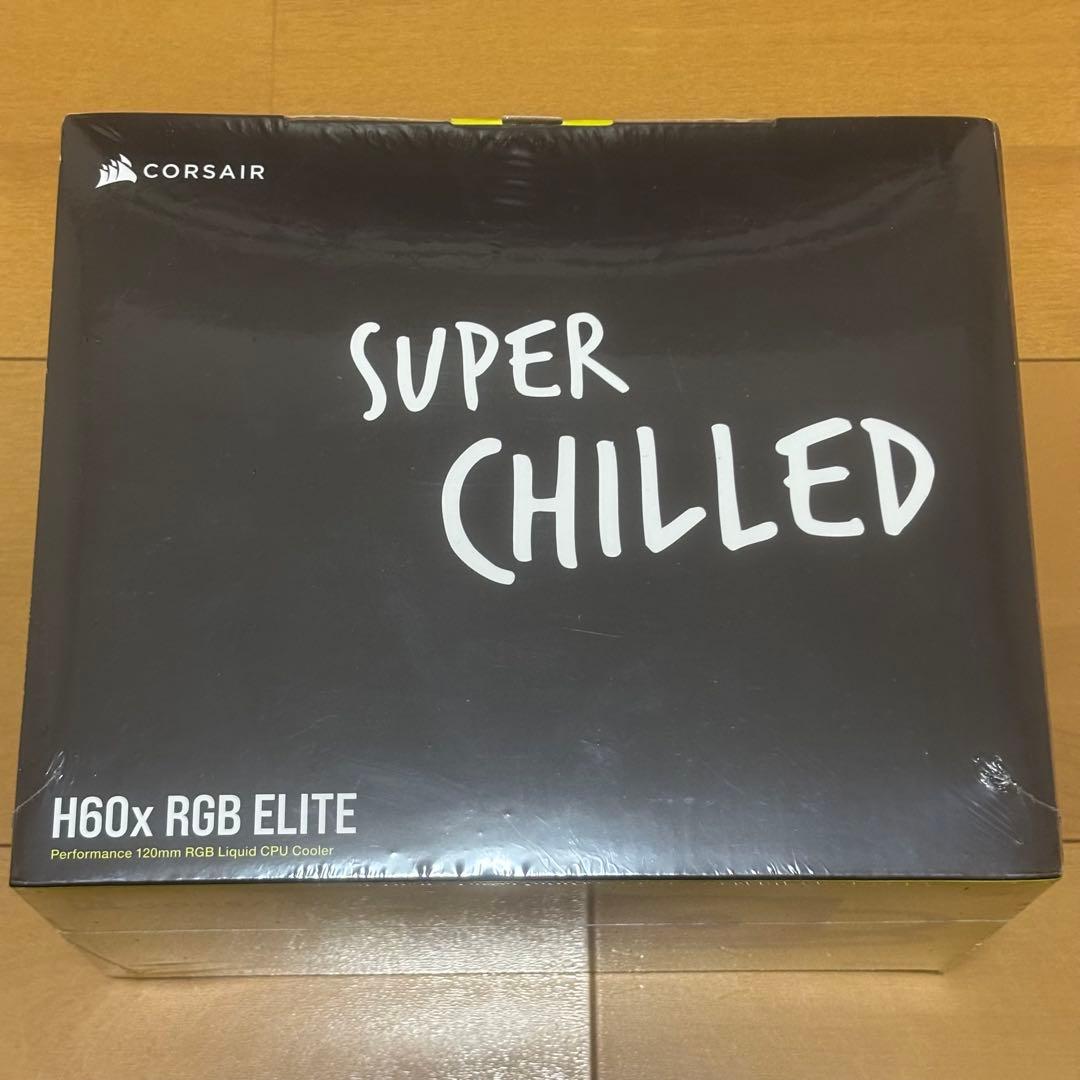 CORSAIR
SUPER
CHILLED
H60x RGB ELITE
Performance 120mm RGB Liquid CPU Cooler